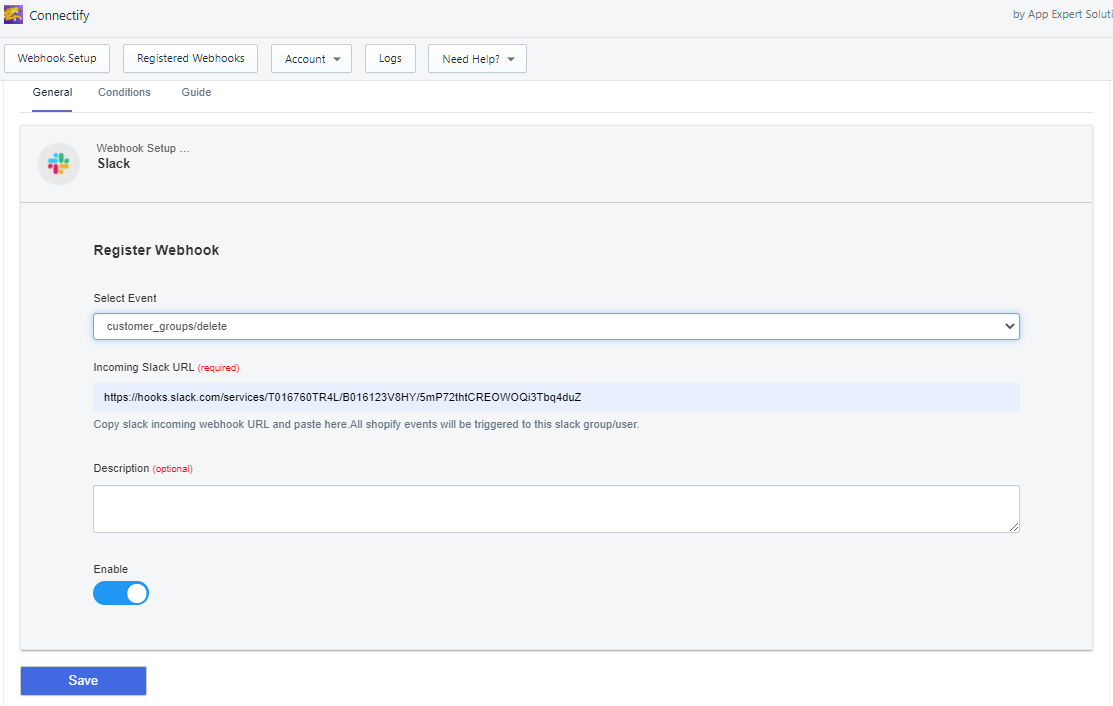 Connectify
by App Expert Soluti
Webhook Setup
Registered Webhooks
Account
Logs
Need Help?
General
Conditions
Guide
Webhook Setup ...
Slack
Register Webhook
Select Event
customer_groups/delete
Incoming Slack URL (required)
https://hooks.slack.com/services/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
Copy slack incoming webhook URL and paste here.All shopify events will be triggered to this slack group/user.
Description (optional)
Enable
Save